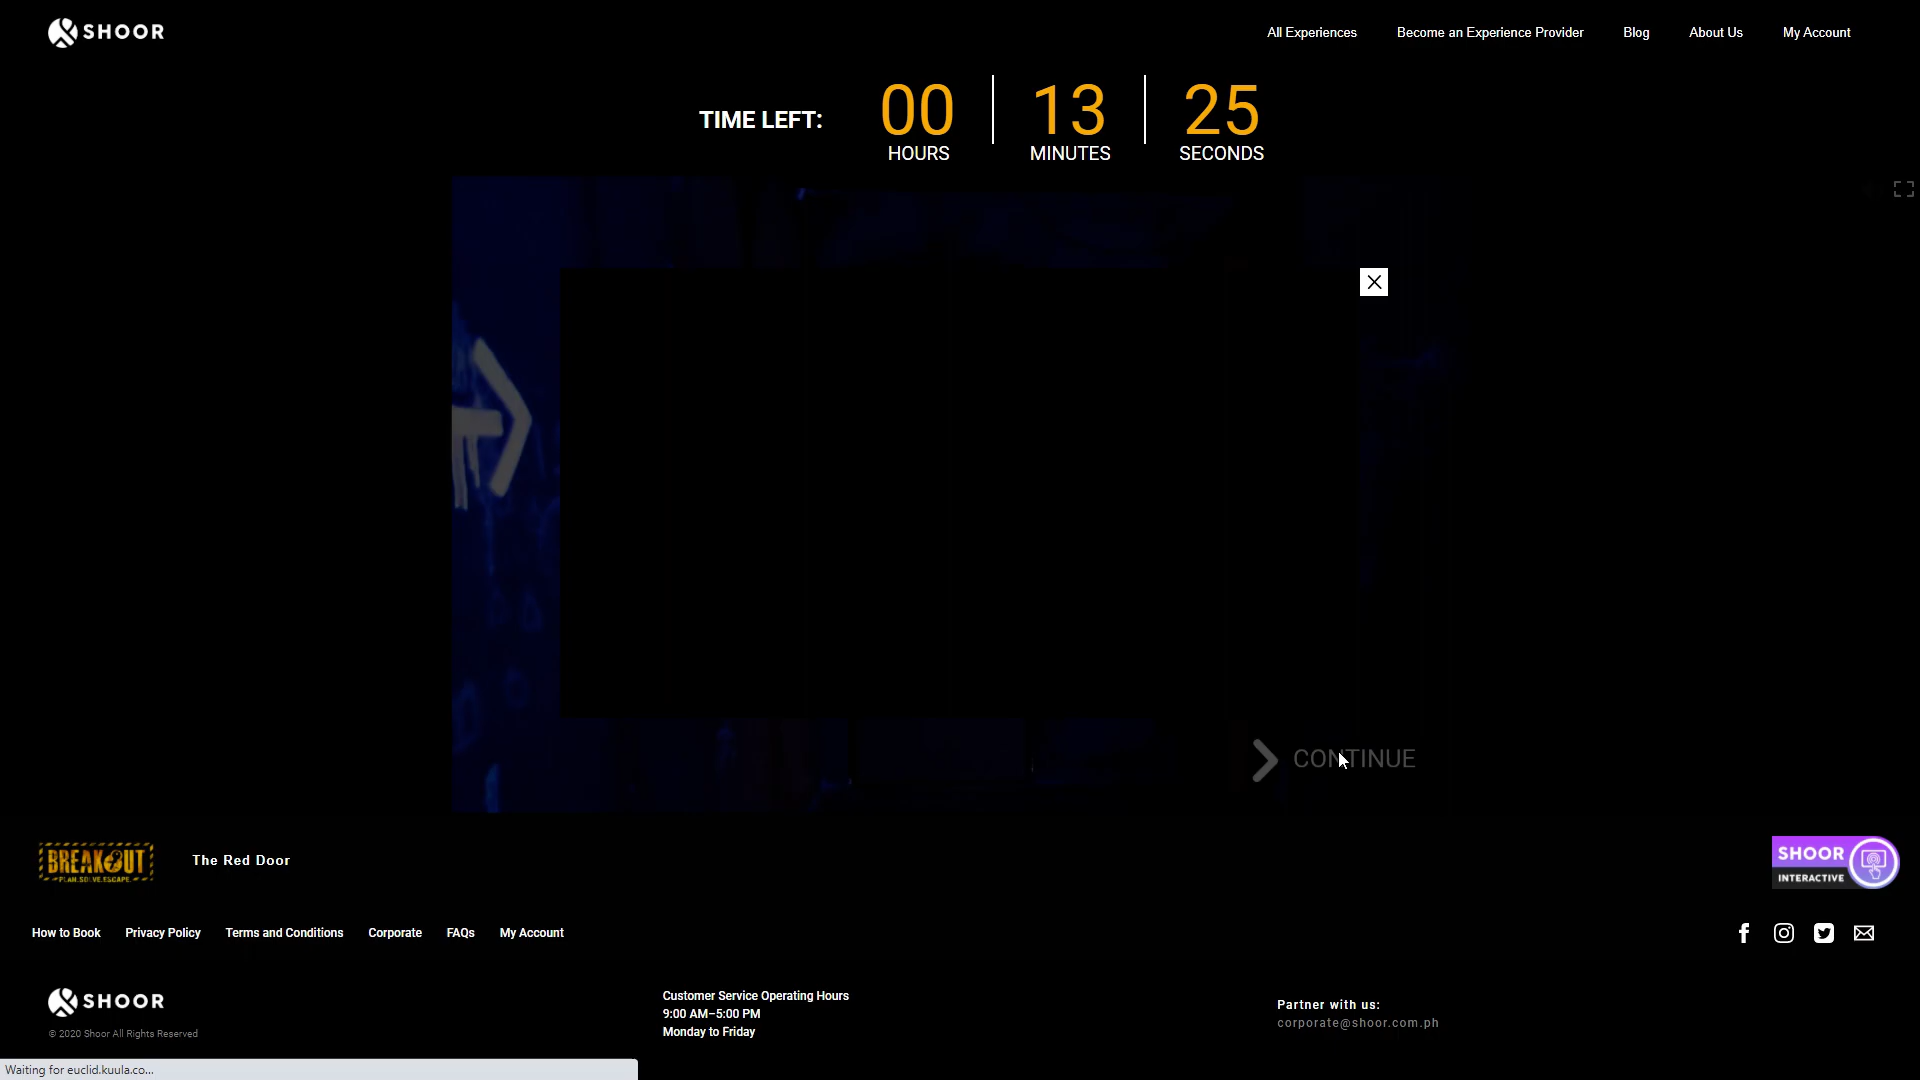 SHOOR
All Experiences
Become an Experience Provider
Blog
About Us
My Account
TIME LEFT:
00
13
25
HOURS
MINUTES
SECONDS
CONTINUE
BREAKOUT
PLAN.SOLVE.ESCAPE
The Red Door
SHOOR
INTERACTIVE
How to Book
Privacy Policy
Terms and Conditions
Corporate
FAQs
My Account
SHOOR
© 2020 Shoor All Rights Reserved
Customer Service Operating Hours
9:00 AM–5:00 PM
Monday to Friday
Partner with us:
corporate@shoor.com.ph
Waiting for euclid.kuula.co...